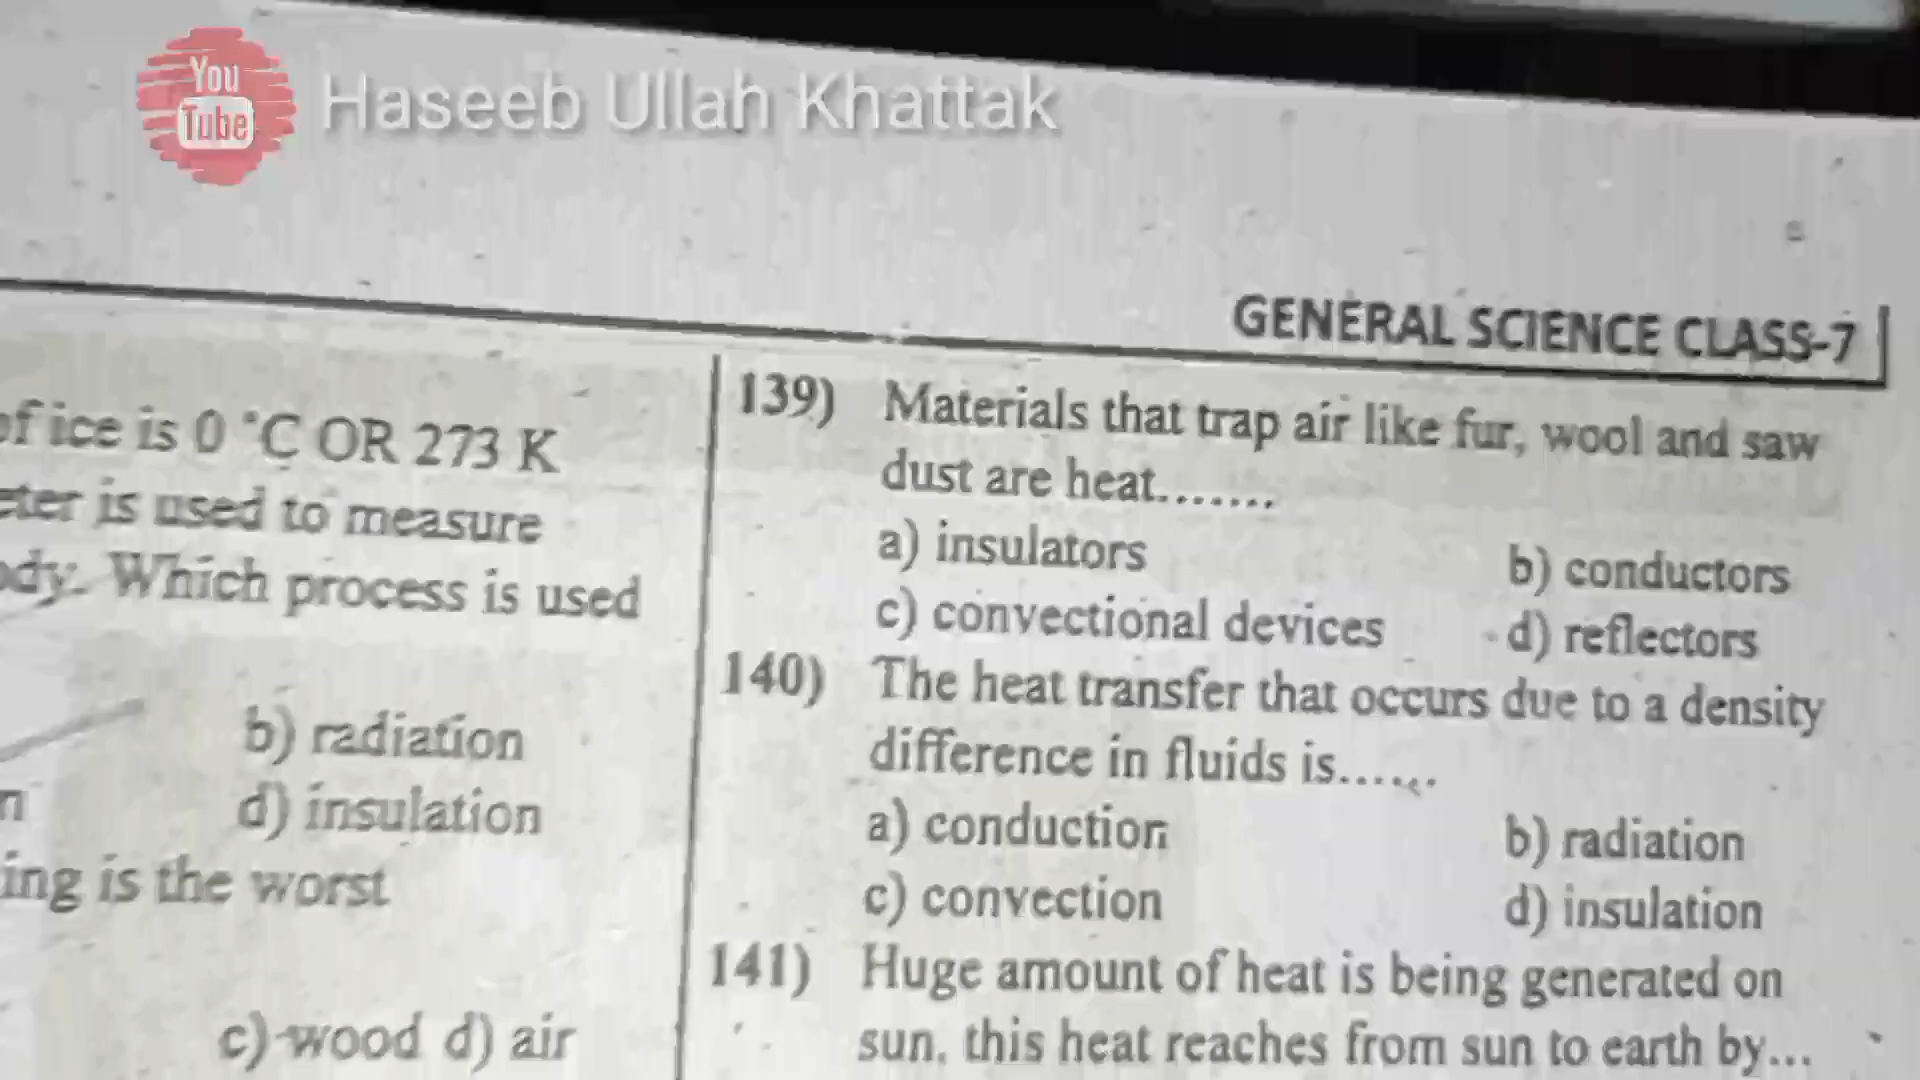 You
Tube
Haseeb Ullah Khattak
GENERAL SCIENCE CLASS-7
of ice is 0 °C OR 273 K
is used to measure
Which process is used
b) radiation
d) insulation
ing is the worst
c) wood d) air
139) Materials that trap air like fur, wool and saw
dust are heat.......
a) insulators b) conductors
c) convectional devices d) reflectors
140) The heat transfer that occurs due to a density
difference in fluids is......
a) conduction b) radiation
c) convection d) insulation
141) Huge amount of heat is being generated on
sun, this heat reaches from sun to earth by...